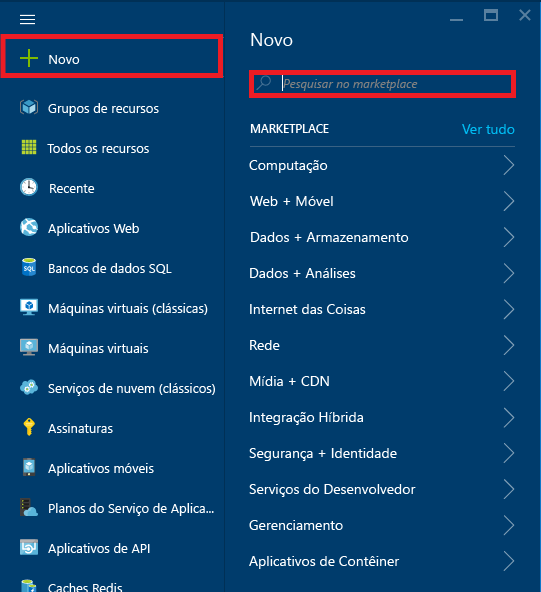 Novo
Grupos de recursos
Todos os recursos
Recente
Aplicativos Web
Bancos de dados SQL
Máquinas virtuais (clássicas)
Máquinas virtuais
Serviços de nuvem (clássicos)
Assinaturas
Aplicativos móveis
Planos do Serviço de Aplica...
Aplicativos de API
Caches Redis
Novo
Pesquisar no marketplace
MARKETPLACE Ver tudo
Computação
Web + Móvel
Dados + Armazenamento
Dados + Análises
Internet das Coisas
Rede
Mídia + CDN
Integração Híbrida
Segurança + Identidade
Serviços do Desenvolvedor
Gerenciamento
Aplicativos de Contêiner